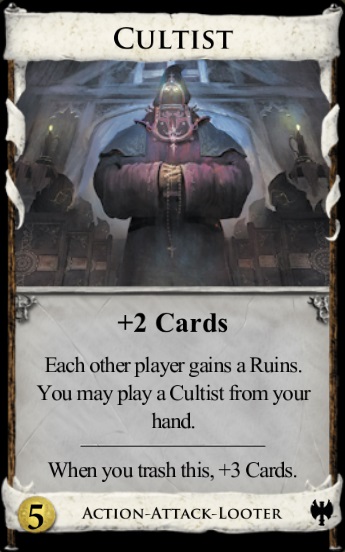 CULTIST
+2 Cards
Each other player gains a Ruins.
You may play a Cultist from your
hand.
When you trash this, +3 Cards.
5 ACTION-ATTACK-LOOTER